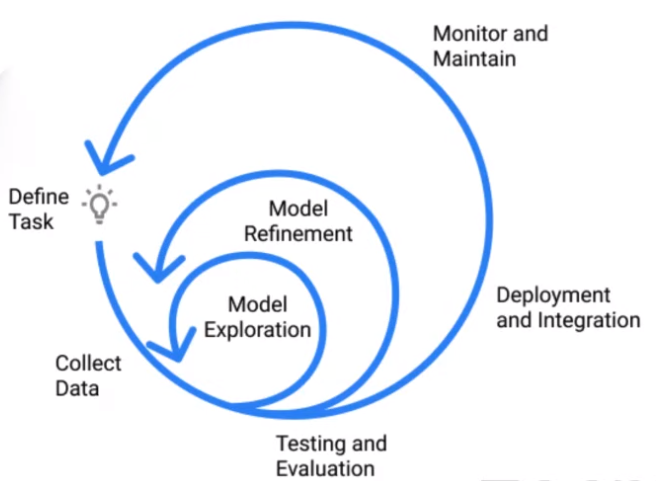 Monitor and
Maintain
Define
Task
Model
Refinement
Model
Exploration
Deployment
and Integration
Collect
Data
Testing and
Evaluation